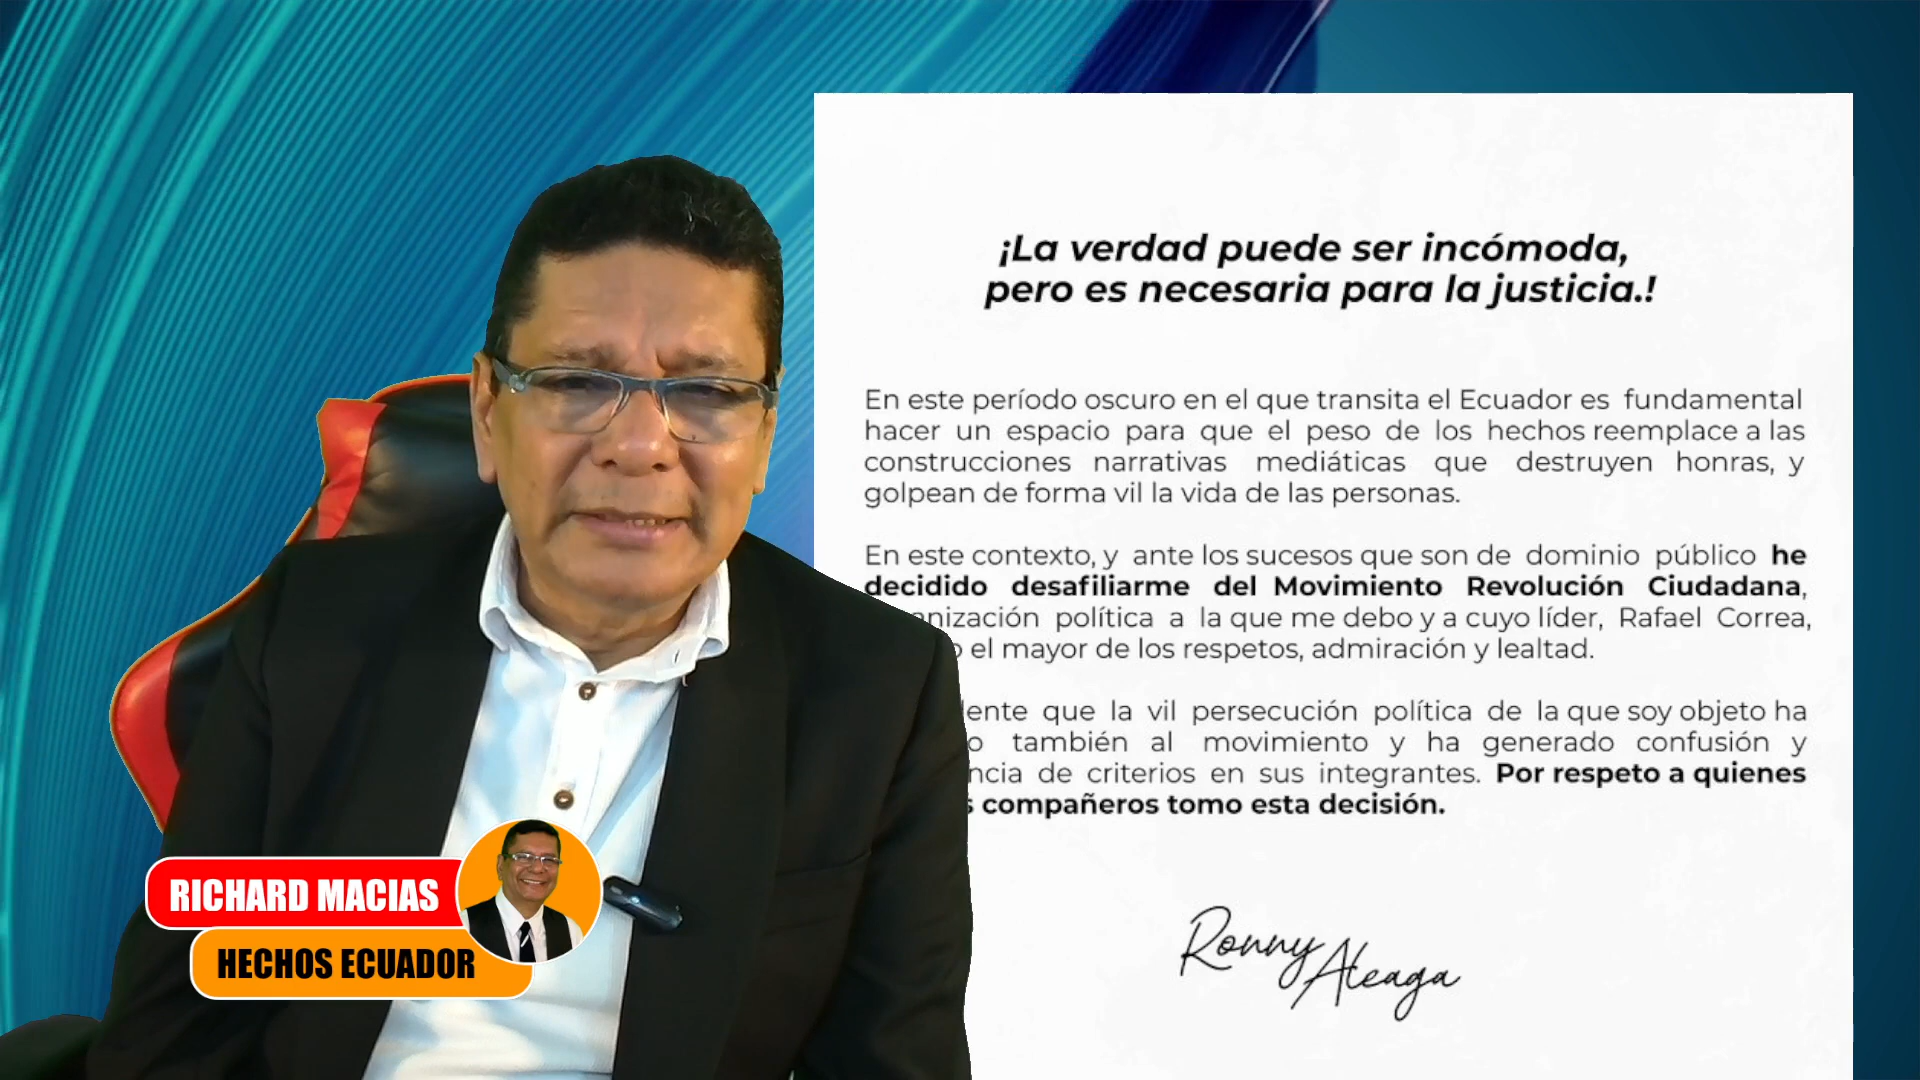 ¡La verdad puede ser incómoda,
pero es necesaria para la justicia.!
En este período oscuro en el que transita el Ecuador es fundamental
hacer un espacio para que el peso de los hechos reemplace a las
construcciones narrativas mediáticas que destruyen honras, y
golpean de forma vil la vida de las personas.
En este contexto, y ante los sucesos que son de dominio público he
decidido desafiliarme del Movimiento Revolución Ciudadana,
política a la que me debo y a cuyo líder, Rafael Correa,
el mayor de los respetos, admiración y lealtad.
que la vil persecución política de la que soy objeto ha
también al movimiento y ha generado confusión y
de criterios en sus integrantes. Por respeto a quienes
compañeros tomo esta decisión.
Ronny Aleaga
RICHARD MACIAS
HECHOS ECUADOR